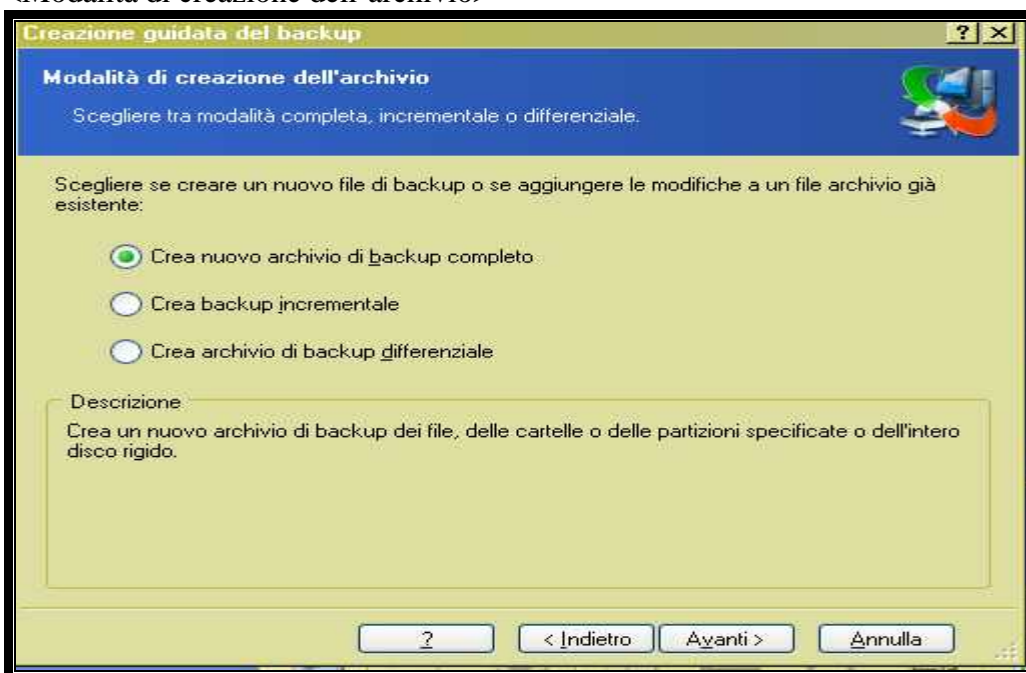 <Modalità di creazione dell'archivio>
Creazione guidata del backup
Modalità di creazione dell'archivio
Scegliere tra modalità completa, incrementale o differenziale.
Scegliere se creare un nuovo file di backup o se aggiungere le modifiche a un file archivio già
esistente:
Crea nuovo archivio di backup completo
Crea backup incrementale
Crea archivio di backup differenziale
Descrizione
Crea un nuovo archivio di backup dei file, delle cartelle o delle partizioni specificate o dell'intero
disco rigido.
? < Indietro Avanti > Annulla